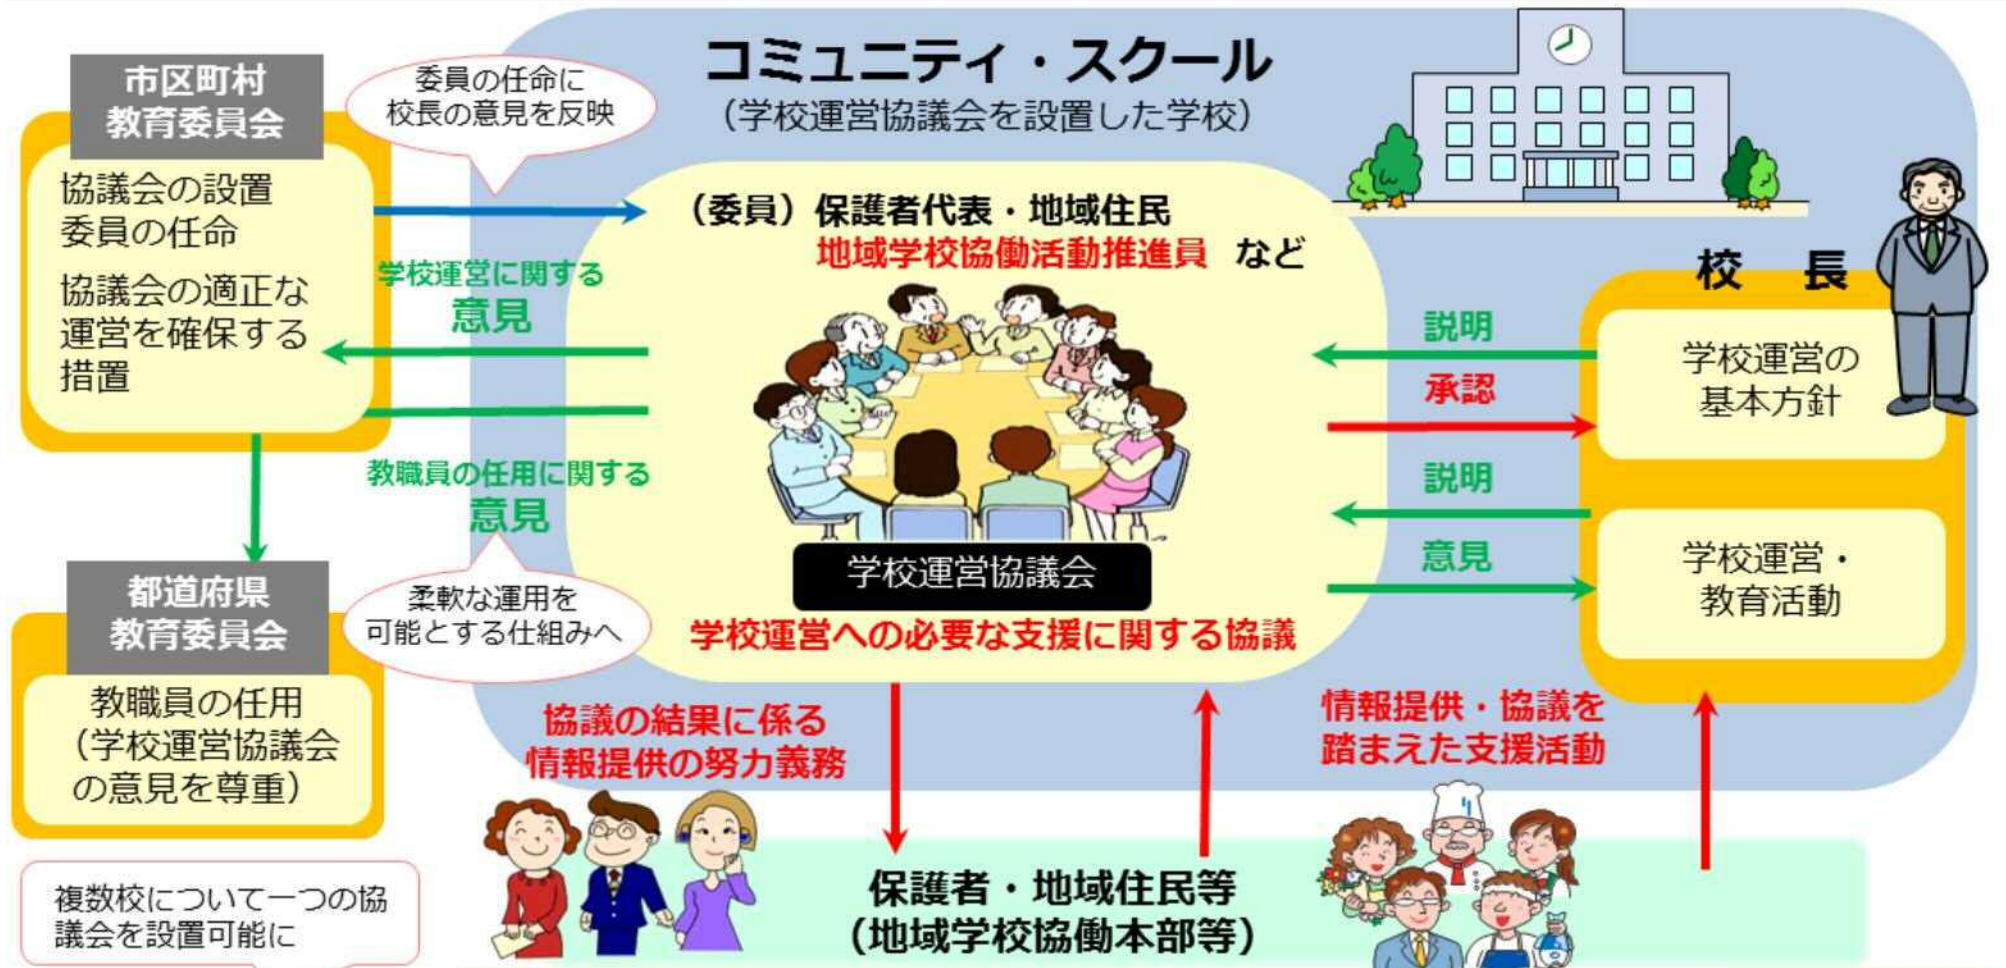 コミュニティ・スクール
（学校運営協議会を設置した学校）
市区町村
教育委員会
協議会の設置
委員の任命
協議会の適正な
運営を確保する
措置
委員の任命に
校長の意見を反映
学校運営に関する
意見
教職員の任用に関する
意見
柔軟な運用を
可能とする仕組みへ
都道府県
教育委員会
教職員の任用
（学校運営協議会
の意見を尊重）
複数校について一つの協
議会を設置可能に
（委員）保護者代表・地域住民
地域学校協働活動推進員 など
学校運営協議会
学校運営への必要な支援に関する協議
校 長
説明
承認
学校運営の
基本方針
説明
意見
学校運営・
教育活動
協議の結果に係る
情報提供の努力義務
情報提供・協議を
踏まえた支援活動
保護者・地域住民等
（地域学校協働本部等）